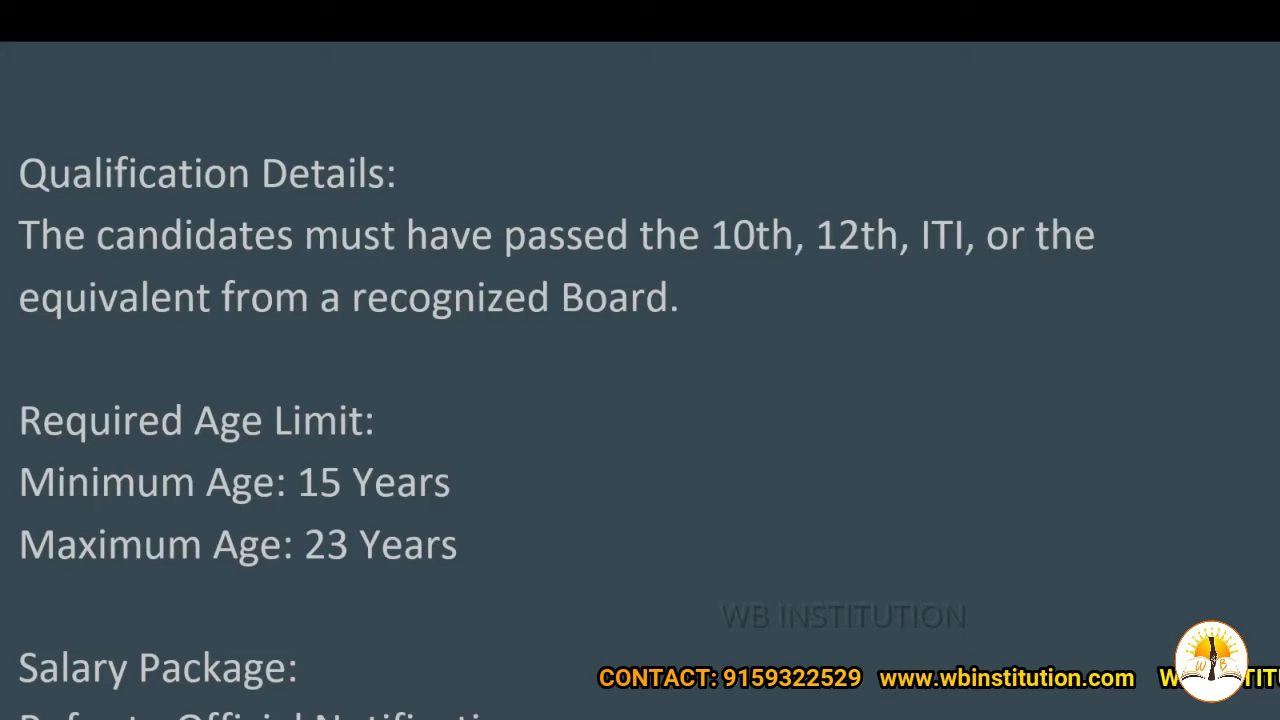 Qualification Details:
The candidates must have passed the 10th, 12th, ITI, or the
equivalent from a recognized Board.
Required Age Limit:
Minimum Age: 15 Years
Maximum Age: 23 Years
WB INSTITUTION
Salary Package:
CONTACT: 9159322529 www.wbinstitution.com
W B